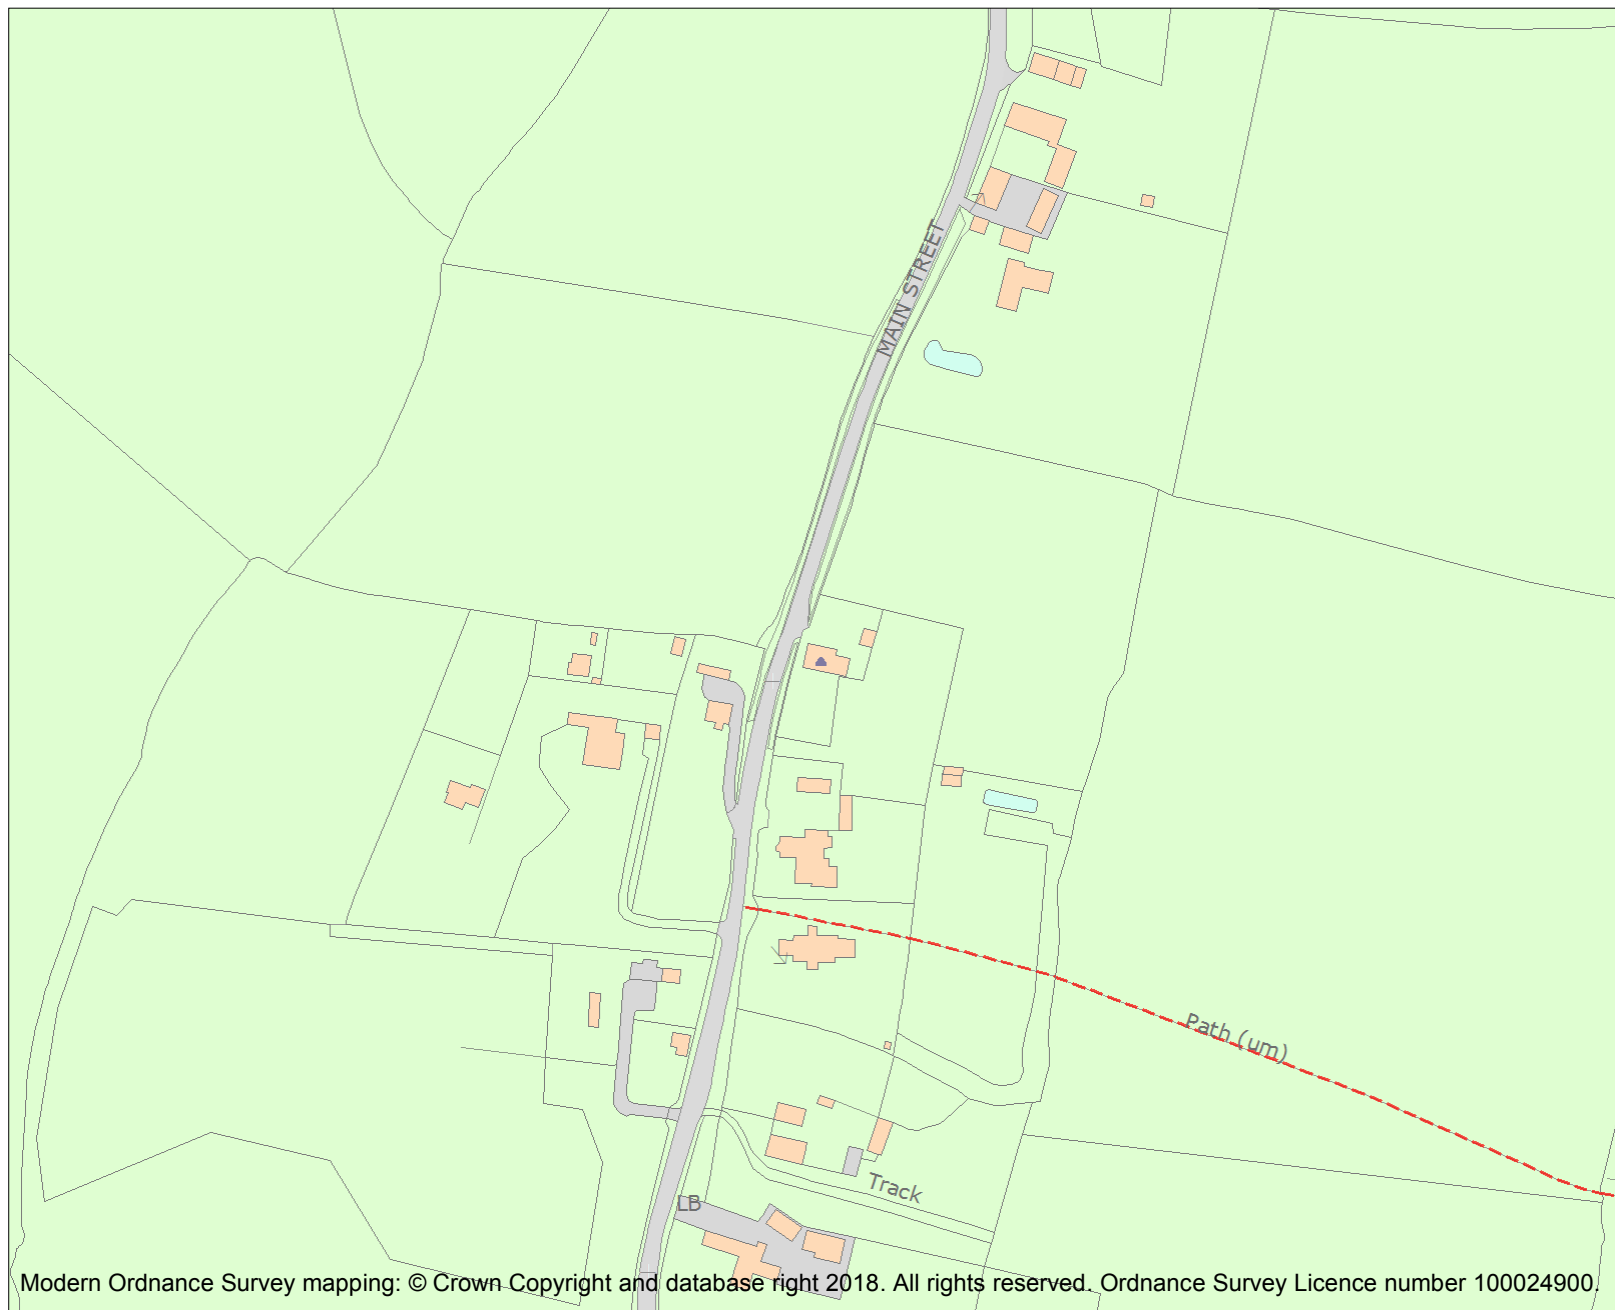 MAIN STREET
Path (um)
Track
LB
Modern Ordnance Survey mapping: © Crown Copyright and database right 2018. All rights reserved. Ordnance Survey Licence number 100024900.